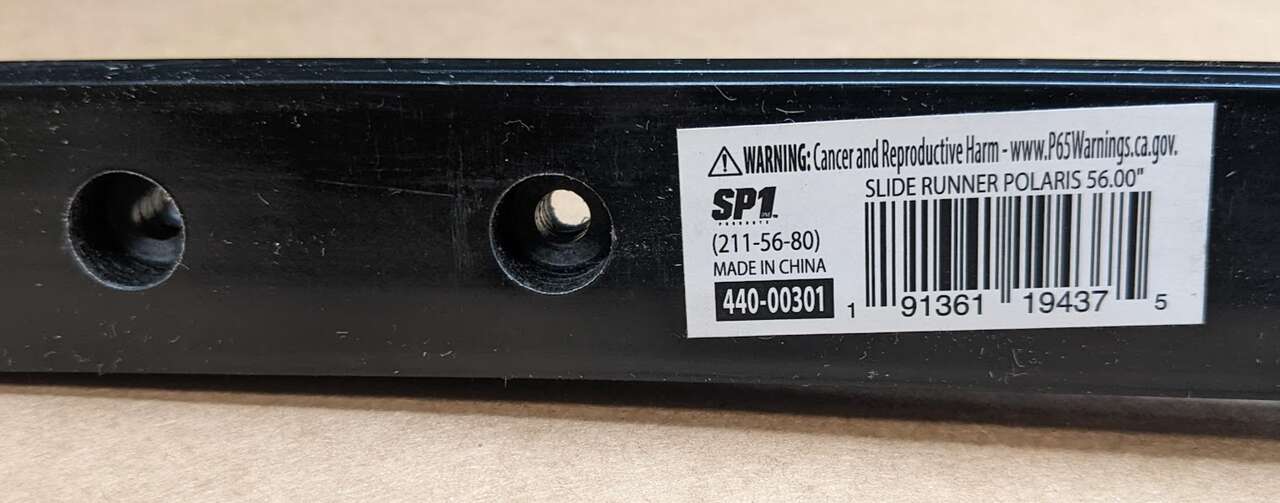 WARNING: Cancer and Reproductive Harm - www.P65Warnings.ca.gov.
SP1
PRODUCTS
SLIDE RUNNER POLARIS 56.00"
(211-56-80)
MADE IN CHINA
440-00301
1 91361 19437 5